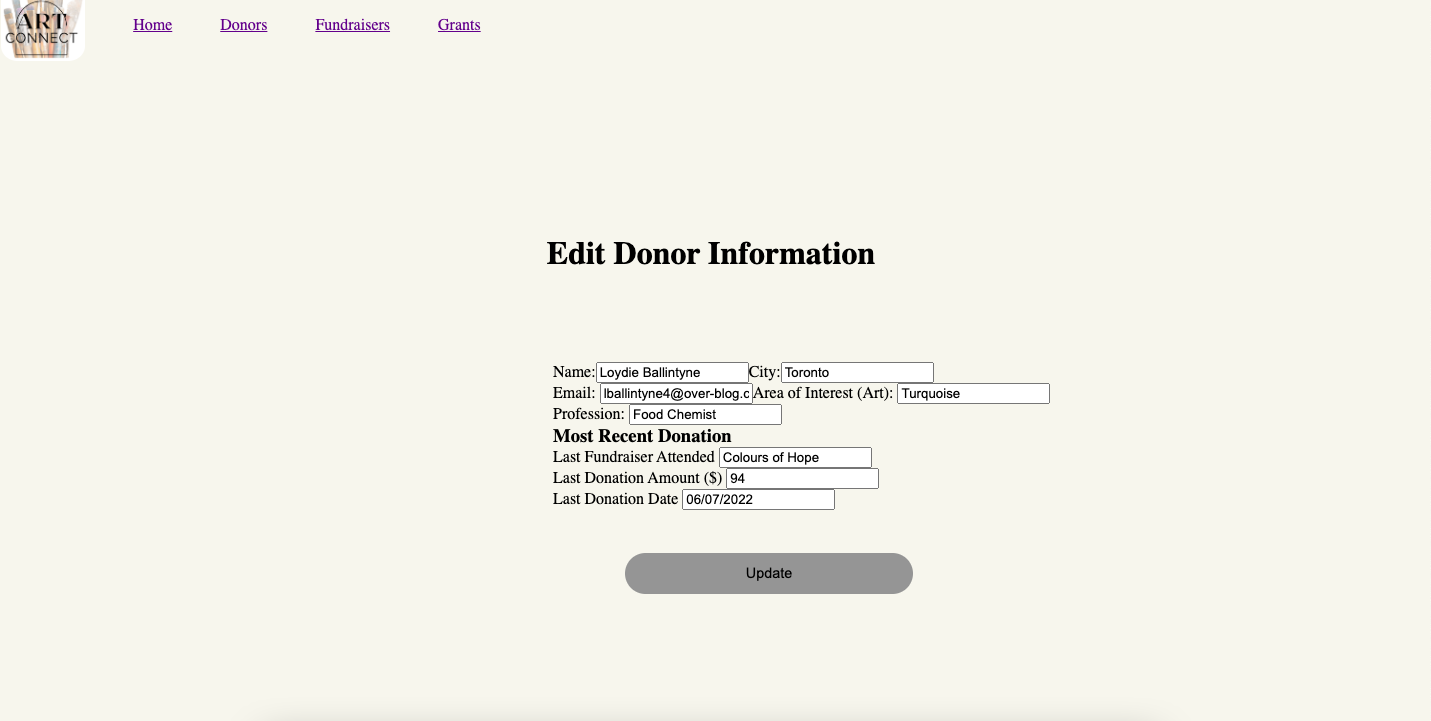 ART
CONNECT
Home Donors Fundraisers Grants
Edit Donor Information
Name: Loydie Ballintyne City: Toronto
Email: lballintyne4@over-blog.c Area of Interest (Art): Turquoise
Profession: Food Chemist
Most Recent Donation
Last Fundraiser Attended Colours of Hope
Last Donation Amount ($) 94
Last Donation Date 06/07/2022
Update